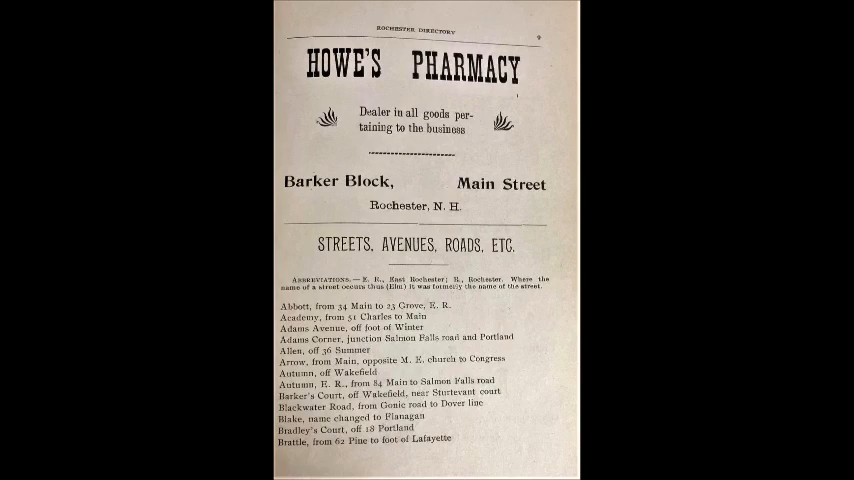 ROCHESTER DIRECTORY 9
HOWE'S PHARMACY
Dealer in all goods per-
taining to the business
Barker Block, Main Street
Rochester, N. H.
STREETS, AVENUES, ROADS, ETC.
ABBREVIATIONS.—E. R., East Rochester; R., Rochester. Where the
name of a street occurs thus (Elm) it was formerly the name of the street.
Abbott, from 34 Main to 23 Grove, E. R.
Academy, from 51 Charles to Main
Adams Avenue, off foot of Winter
Adams Corner, junction Salmon Falls road and Portland
Allen, off 36 Summer
Arrow, from Main, opposite M. E. church to Congress
Autumn, off Wakefield
Autumn, E. R., from 84 Main to Salmon Falls road
Barker's Court, off Wakefield, near Sturtevant court
Blackwater Road, from Gonic road to Dover line
Blake, name changed to Flanagan
Bradley's Court, off 18 Portland
Brattle, from 62 Pine to foot of Lafayette